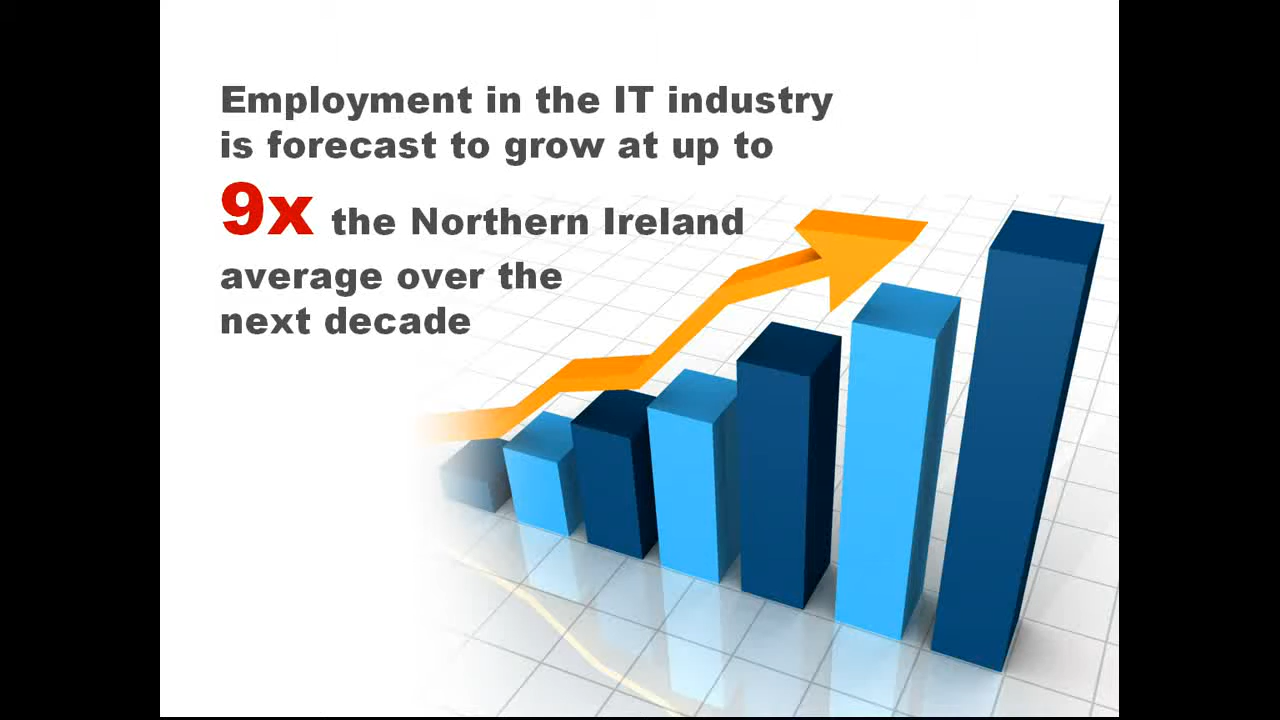 Employment in the IT industry
is forecast to grow at up to
9x the Northern Ireland
average over the
next decade